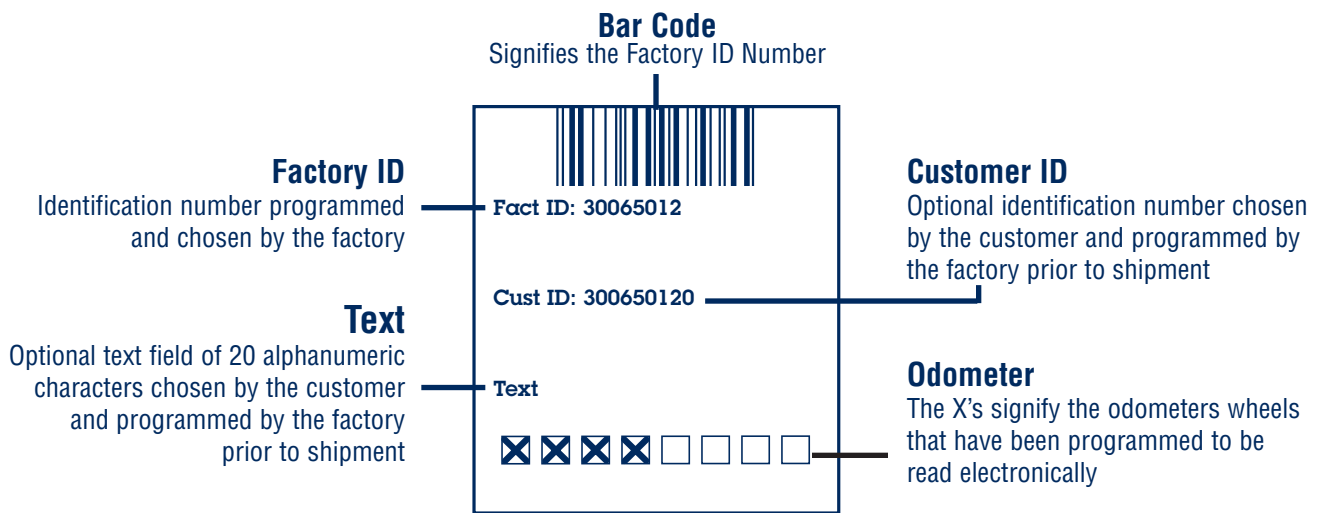 Bar Code
Signifies the Factory ID Number
Factory ID
Identification number programmed
and chosen by the factory
Fact ID: 30065012
Customer ID
Optional identification number chosen
by the customer and programmed by
the factory prior to shipment
Cust ID: 300650120
Text
Optional text field of 20 alphanumeric
characters chosen by the customer
and programmed by the factory
prior to shipment
Text
Odometer
The X's signify the odometers wheels
that have been programmed to be
read electronically